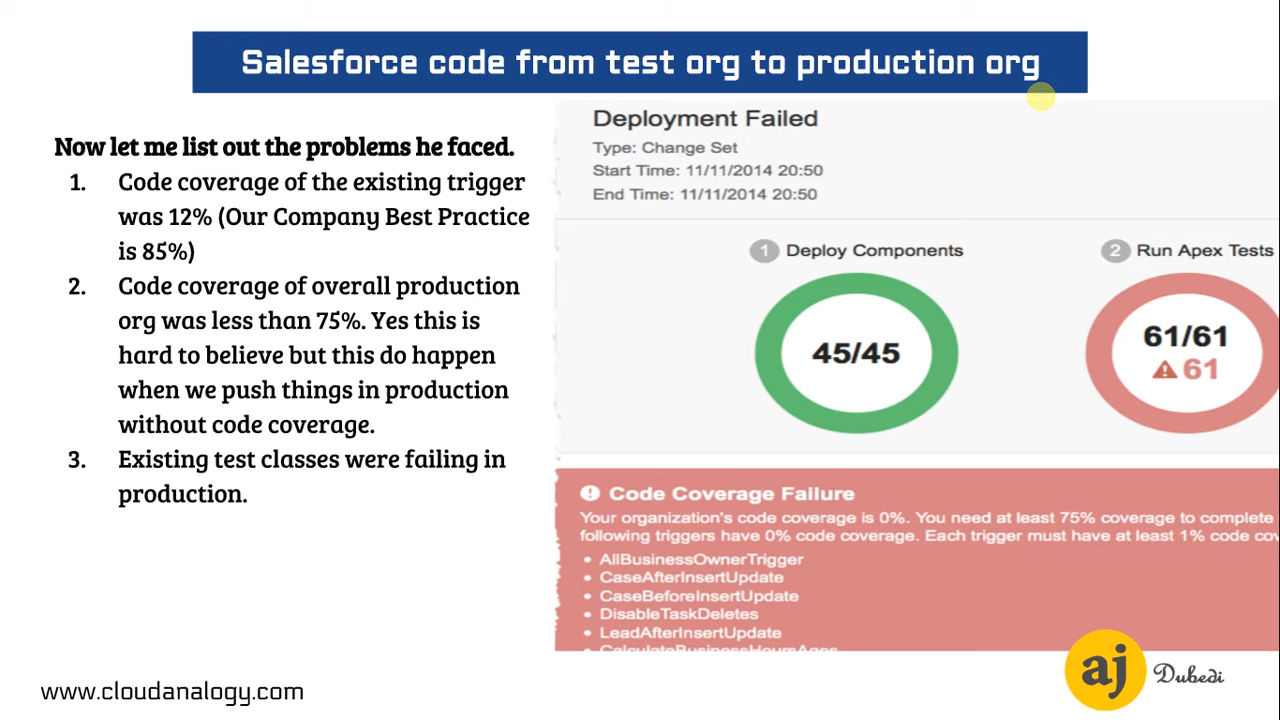 Salesforce code from test org to production org
Now let me list out the problems he faced.
1. Code coverage of the existing trigger
was 12% (Our Company Best Practice
is 85%)
2. Code coverage of overall production
org was less than 75%. Yes this is
hard to believe but this do happen
when we push things in production
without code coverage.
3. Existing test classes were failing in
production.
Deployment Failed
Type: Change Set
Start Time: 11/11/2014 20:50
End Time: 11/11/2014 20:50
1 Deploy Components
45/45
2 Run Apex Tests
61/61
61
Code Coverage Failure
Your organization's code coverage is 0%. You need at least 75% coverage to complete
following triggers have 0% code coverage. Each trigger must have at least 1% code cov
• AllBusinessOwnerTrigger
• CaseAfterInsertUpdate
• CaseBeforeInsertUpdate
• DisableTaskDeletes
• LeadAfterInsertUpdate
• CalculateBusinessHoursAges
www.cloudanalogy.com
aj Dubedi